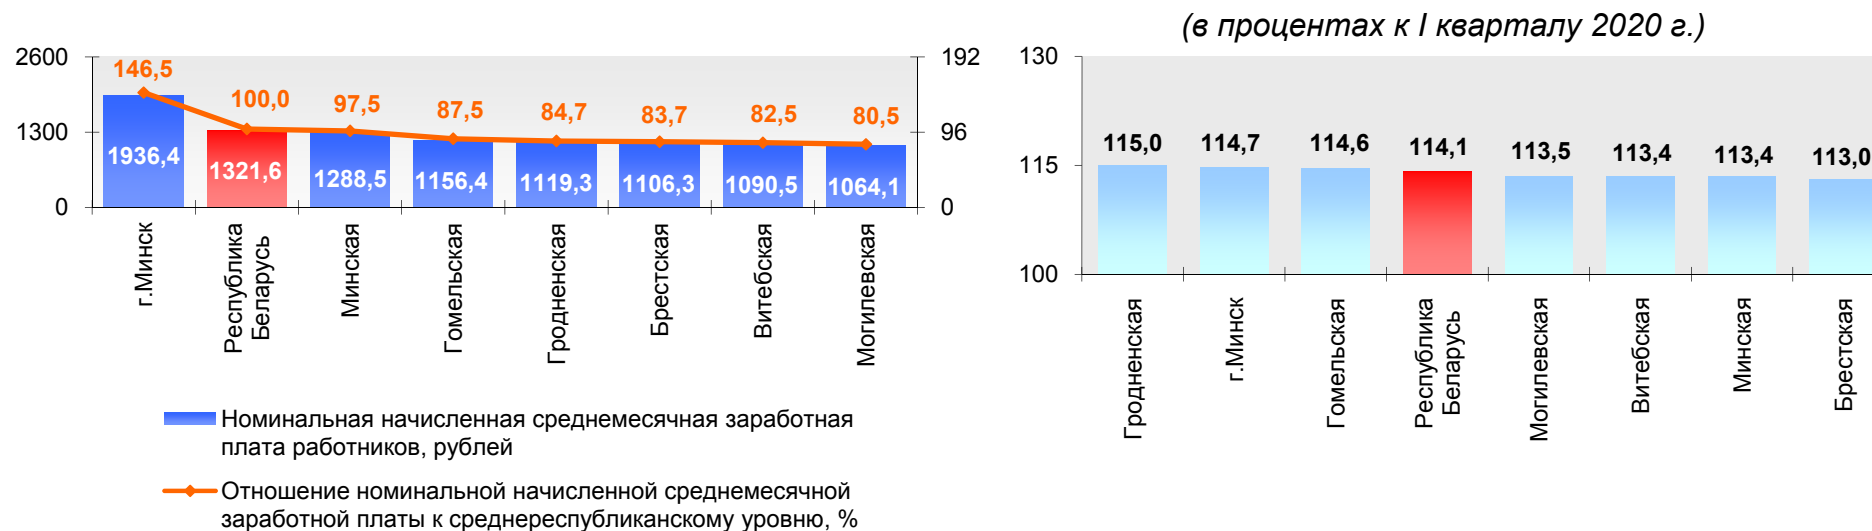 2600
1300
0
192
96
0
146,5
100,0
97,5
87,5
84,7
83,7
82,5
80,5
1936,4
1321,6
1288,5
1156,4
1119,3
1106,3
1090,5
1064,1
г.Минск
Республика
Беларусь
Минская
Гомельская
Гродненская
Брестская
Витебская
Могилевская
Номинальная начисленная среднемесячная заработная
плата работников, рублей
Отношение номинальной начисленной среднемесячной
заработной платы к среднереспубликанскому уровню, %
(в процентах к I кварталу 2020 г.)
130
115
100
115,0
114,7
114,6
114,1
113,5
113,4
113,4
113,0
Гродненская
г.Минск
Гомельская
Республика
Беларусь
Могилевская
Витебская
Минская
Брестская